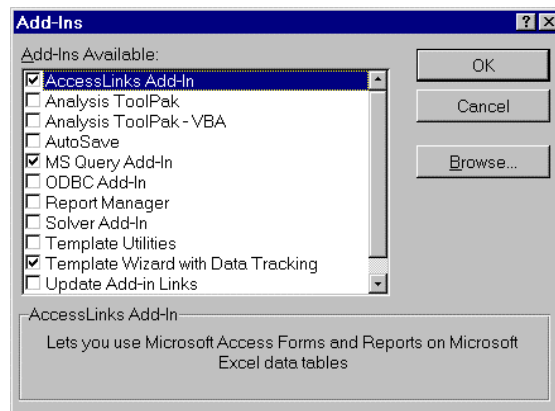 Add-Ins
Add-Ins Available:
AccessLinks Add-In
Analysis ToolPak
Analysis ToolPak - VBA
AutoSave
MS Query Add-In
ODBC Add-In
Report Manager
Solver Add-In
Template Utilities
Template Wizard with Data Tracking
Update Add-in Links
OK
Cancel
Browse...
AccessLinks Add-In
Lets you use Microsoft Access Forms and Reports on Microsoft
Excel data tables